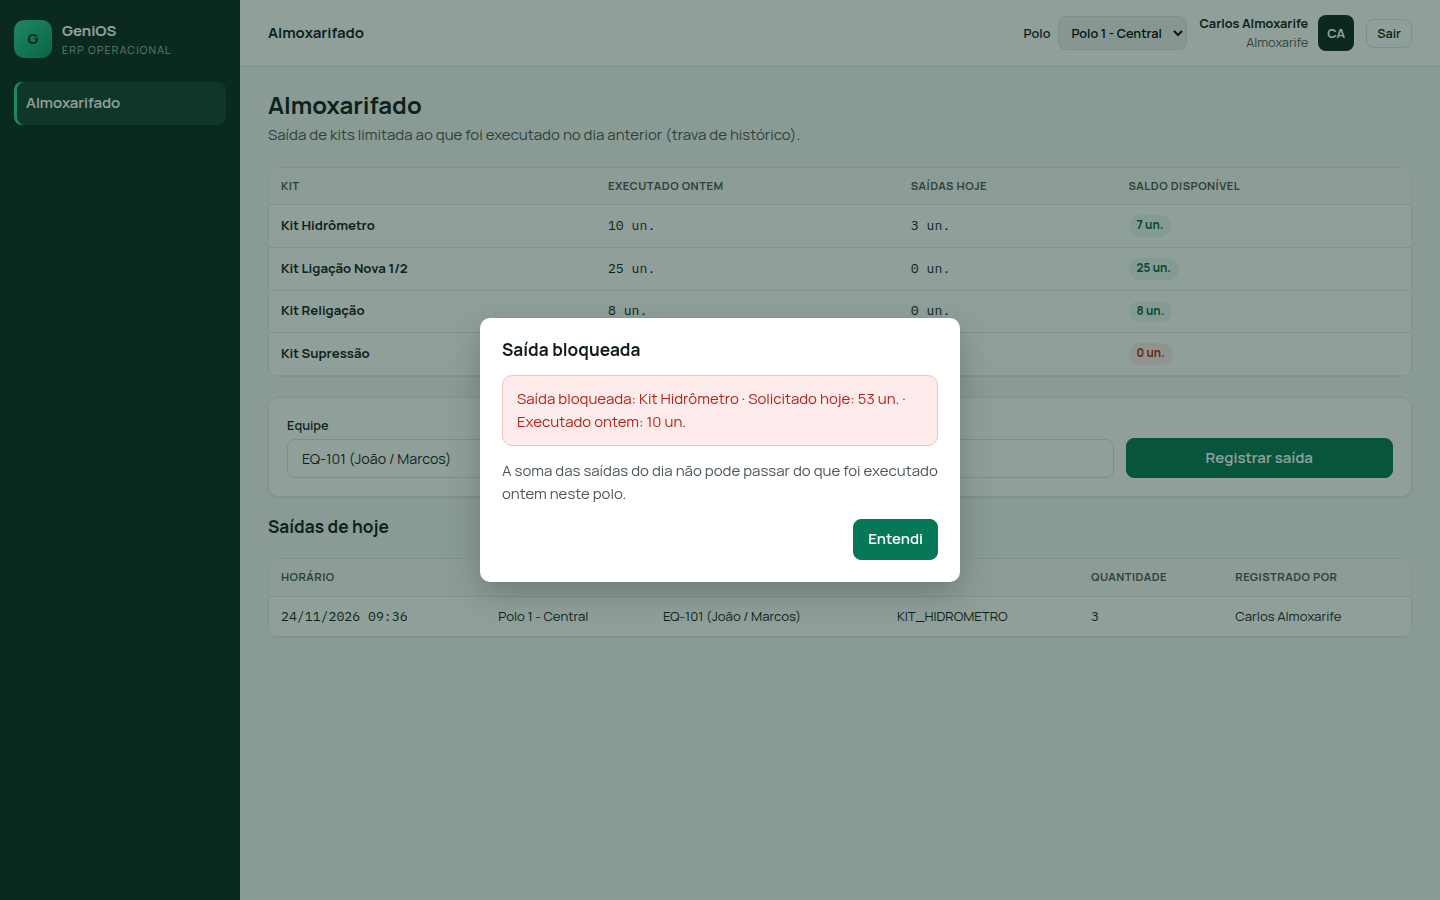 G
GeniOS
ERP OPERACIONAL
Almoxarifado
Almoxarifado
Polo
Polo 1 - Central
Carlos Almoxarife
Almoxarife
CA
Sair
Almoxarifado
Saída de kits limitada ao que foi executado no dia anterior (trava de histórico).
KIT EXECUTADO ONTEM SAÍDAS HOJE SALDO DISPONÍVEL
Kit Hidrômetro 10 un. 3 un. 7 un.
Kit Ligação Nova 1/2 25 un. 0 un. 25 un.
Kit Religação 8 un. 0 un. 8 un.
Kit Supressão 0 un.
Saída bloqueada
Saída bloqueada: Kit Hidrômetro · Solicitado hoje: 53 un. ·
Executado ontem: 10 un.
A soma das saídas do dia não pode passar do que foi executado
ontem neste polo.
Entendi
Equipe
EQ-101 (João / Marcos)
Registrar saída
Saídas de hoje
HORÁRIO QUANTIDADE REGISTRADO POR
24/11/2026 09:36 Polo 1 - Central EQ-101 (João / Marcos) KIT_HIDROMETRO 3 Carlos Almoxarife